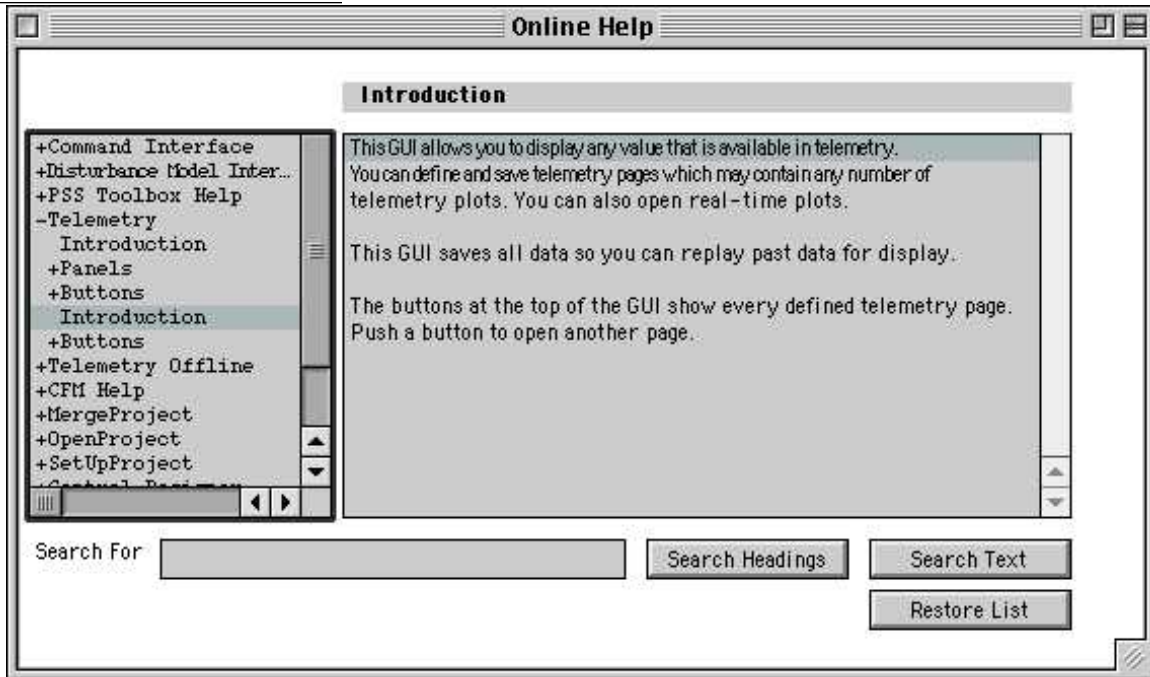 Online Help
Introduction
+Command Interface
+Disturbance Model Inter...
+PSS Toolbox Help
-Telemetry
Introduction
+Panels
+Buttons
Introduction
+Buttons
+Telemetry Offline
+CFM Help
+MergeProject
+OpenProject
+SetUpProject
This GUI allows you to display any value that is available in telemetry.
You can define and save telemetry pages which may contain any number of
telemetry plots. You can also open real-time plots.
This GUI saves all data so you can replay past data for display.
The buttons at the top of the GUI show every defined telemetry page.
Push a button to open another page.
Search For
Search Headings
Search Text
Restore List